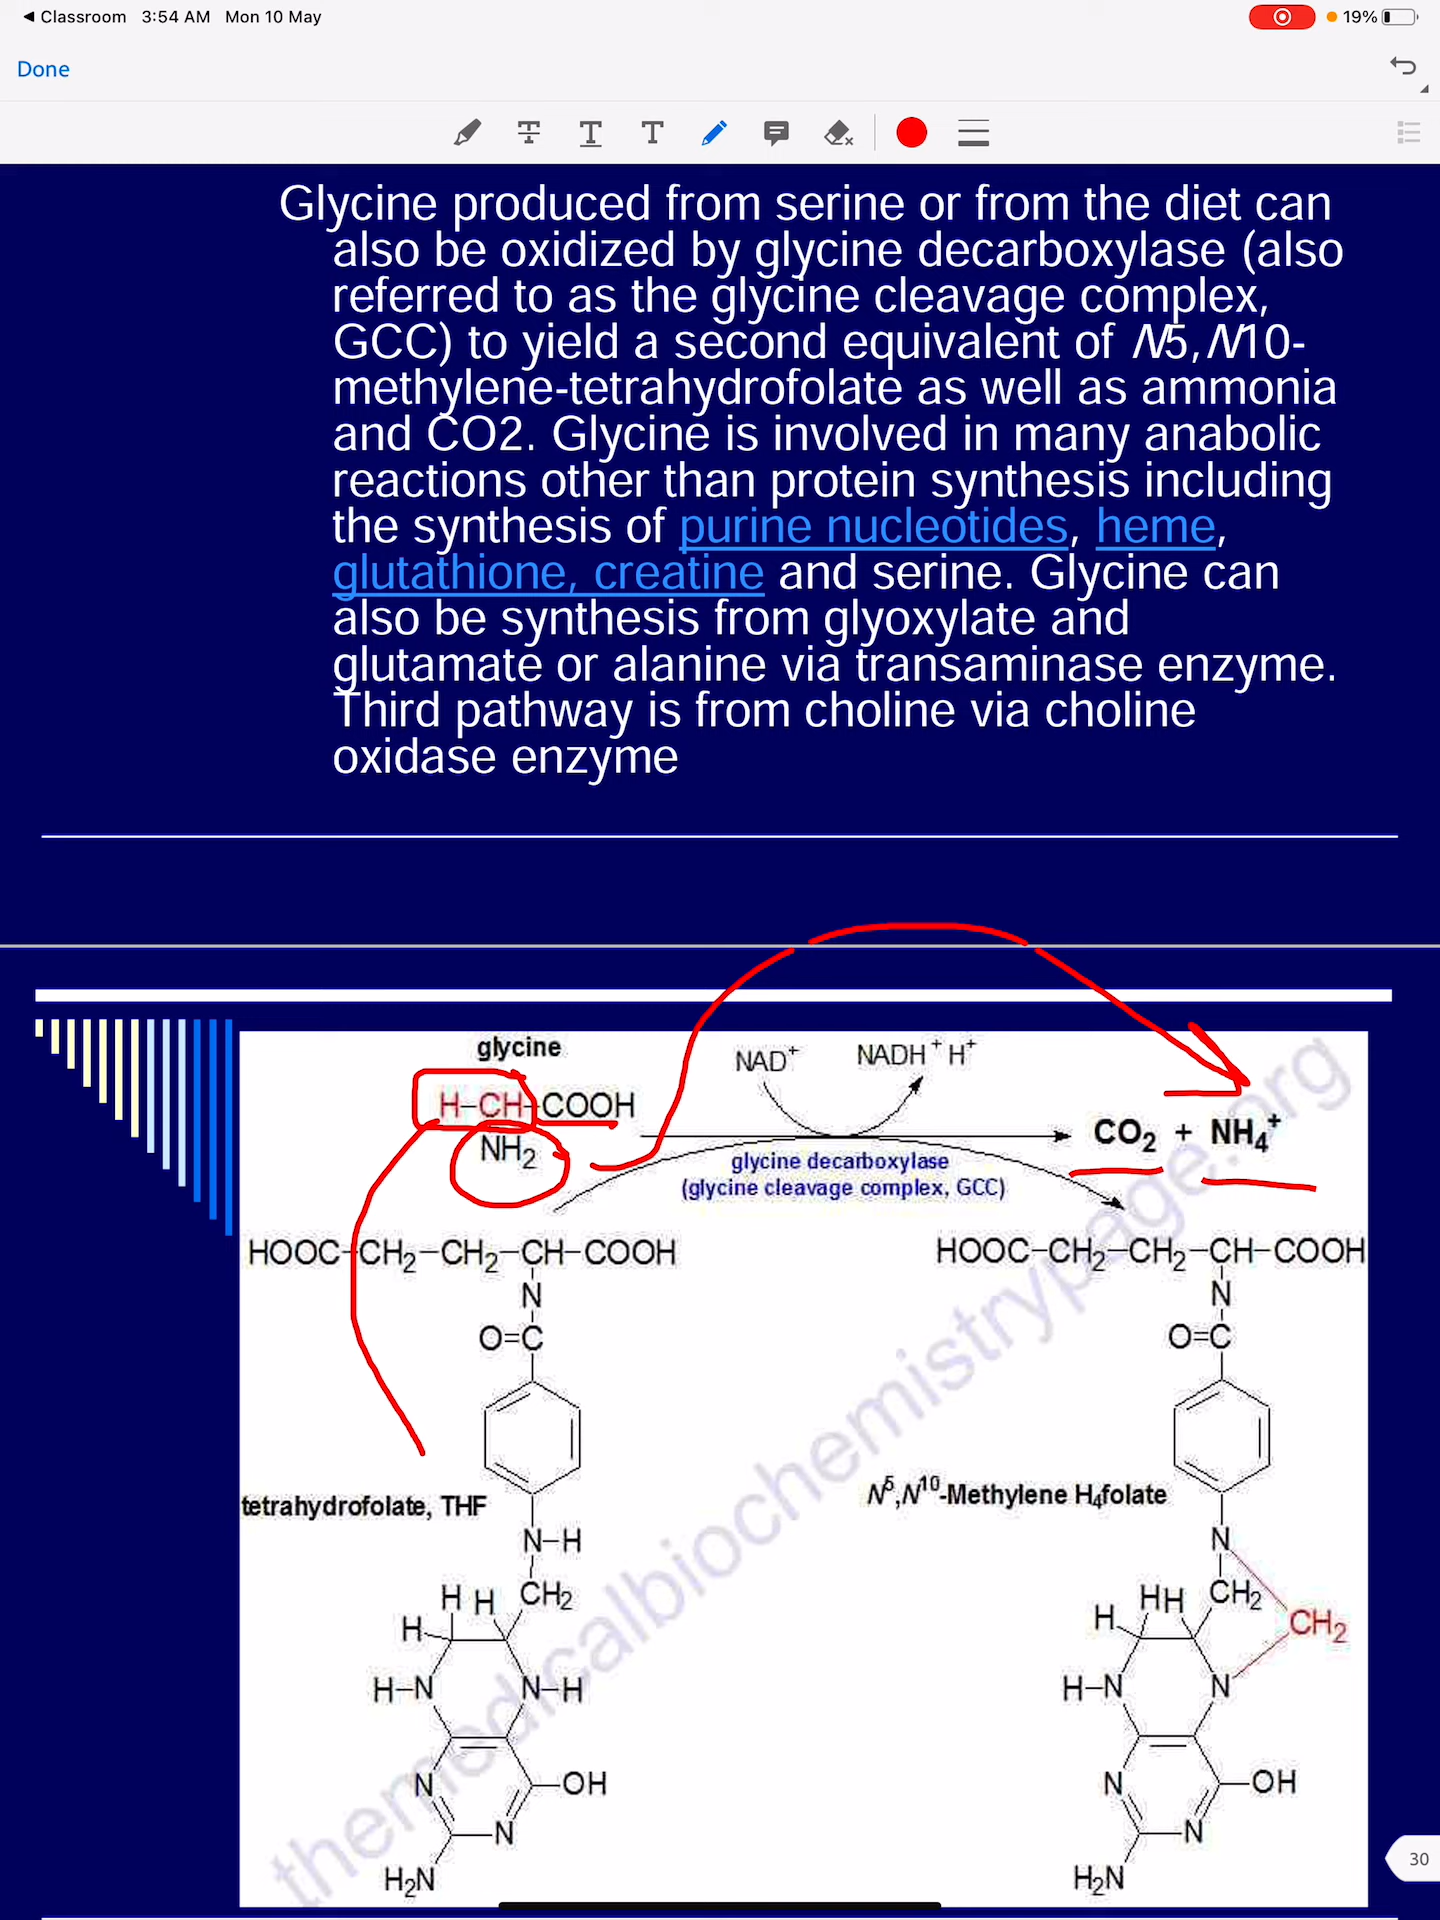 ◀ Classroom 3:54 AM Mon 10 May 19%
Done
Glycine produced from serine or from the diet can
also be oxidized by glycine decarboxylase (also
referred to as the glycine cleavage complex,
GCC) to yield a second equivalent of N5,N10-
methylene-tetrahydrofolate as well as ammonia
and CO2. Glycine is involved in many anabolic
reactions other than protein synthesis including
the synthesis of purine nucleotides, heme,
glutathione, creatine and serine. Glycine can
also be synthesis from glyoxylate and
glutamate or alanine via transaminase enzyme.
Third pathway is from choline via choline
oxidase enzyme
glycine
NAD⁺ NADH⁺ H⁺
H–CH–COOH
NH₂
CO₂ + NH₄⁺
glycine decarboxylase
(glycine cleavage complex, GCC)
HOOC–CH₂–CH₂–CH–COOH HOOC–CH₂–CH₂–CH–COOH
N N
O=C O=C
tetrahydrofolate, THF N⁵,N¹⁰-Methylene H₄folate
N–H N
H H CH₂ H H CH₂
H H CH₂
H–N N–H H–N N
N OH N OH
N N
H₂N H₂N
themedicalbiochemistrypage.org
30